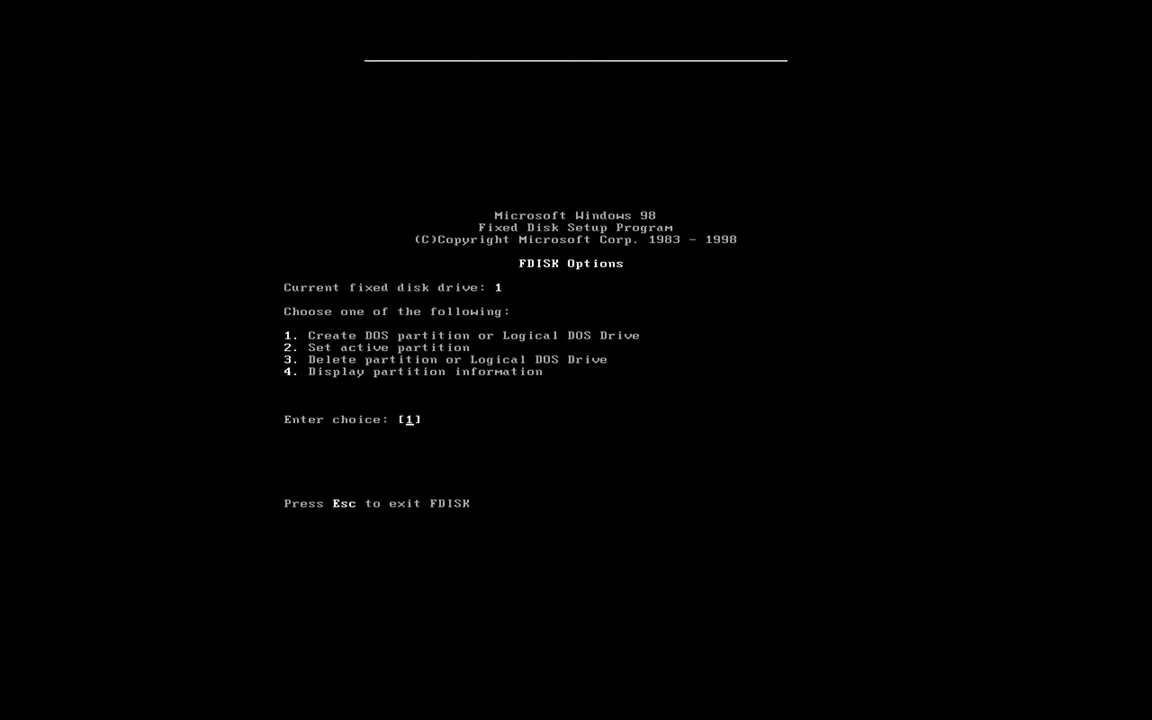 Microsoft Windows 98
Fixed Disk Setup Program
(C)Copyright Microsoft Corp. 1983 - 1998
FDISK Options
Current fixed disk drive: 1
Choose one of the following:
1. Create DOS partition or Logical DOS Drive
2. Set active partition
3. Delete partition or Logical DOS Drive
4. Display partition information
Enter choice: [1]
Press Esc to exit FDISK